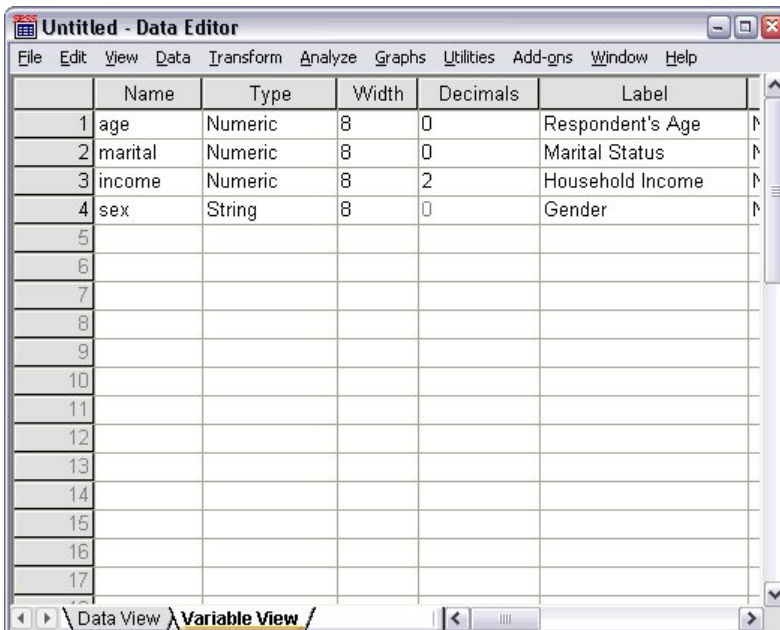 Untitled - Data Editor
File Edit View Data Transform Analyze Graphs Utilities Add-ons Window Help
Name Type Width Decimals Label
1 age Numeric 8 0 Respondent's Age
2 marital Numeric 8 0 Marital Status
3 income Numeric 8 2 Household Income
4 sex String 8 0 Gender
5
6
7
8
9
10
11
12
13
14
15
16
17
Data View Variable View